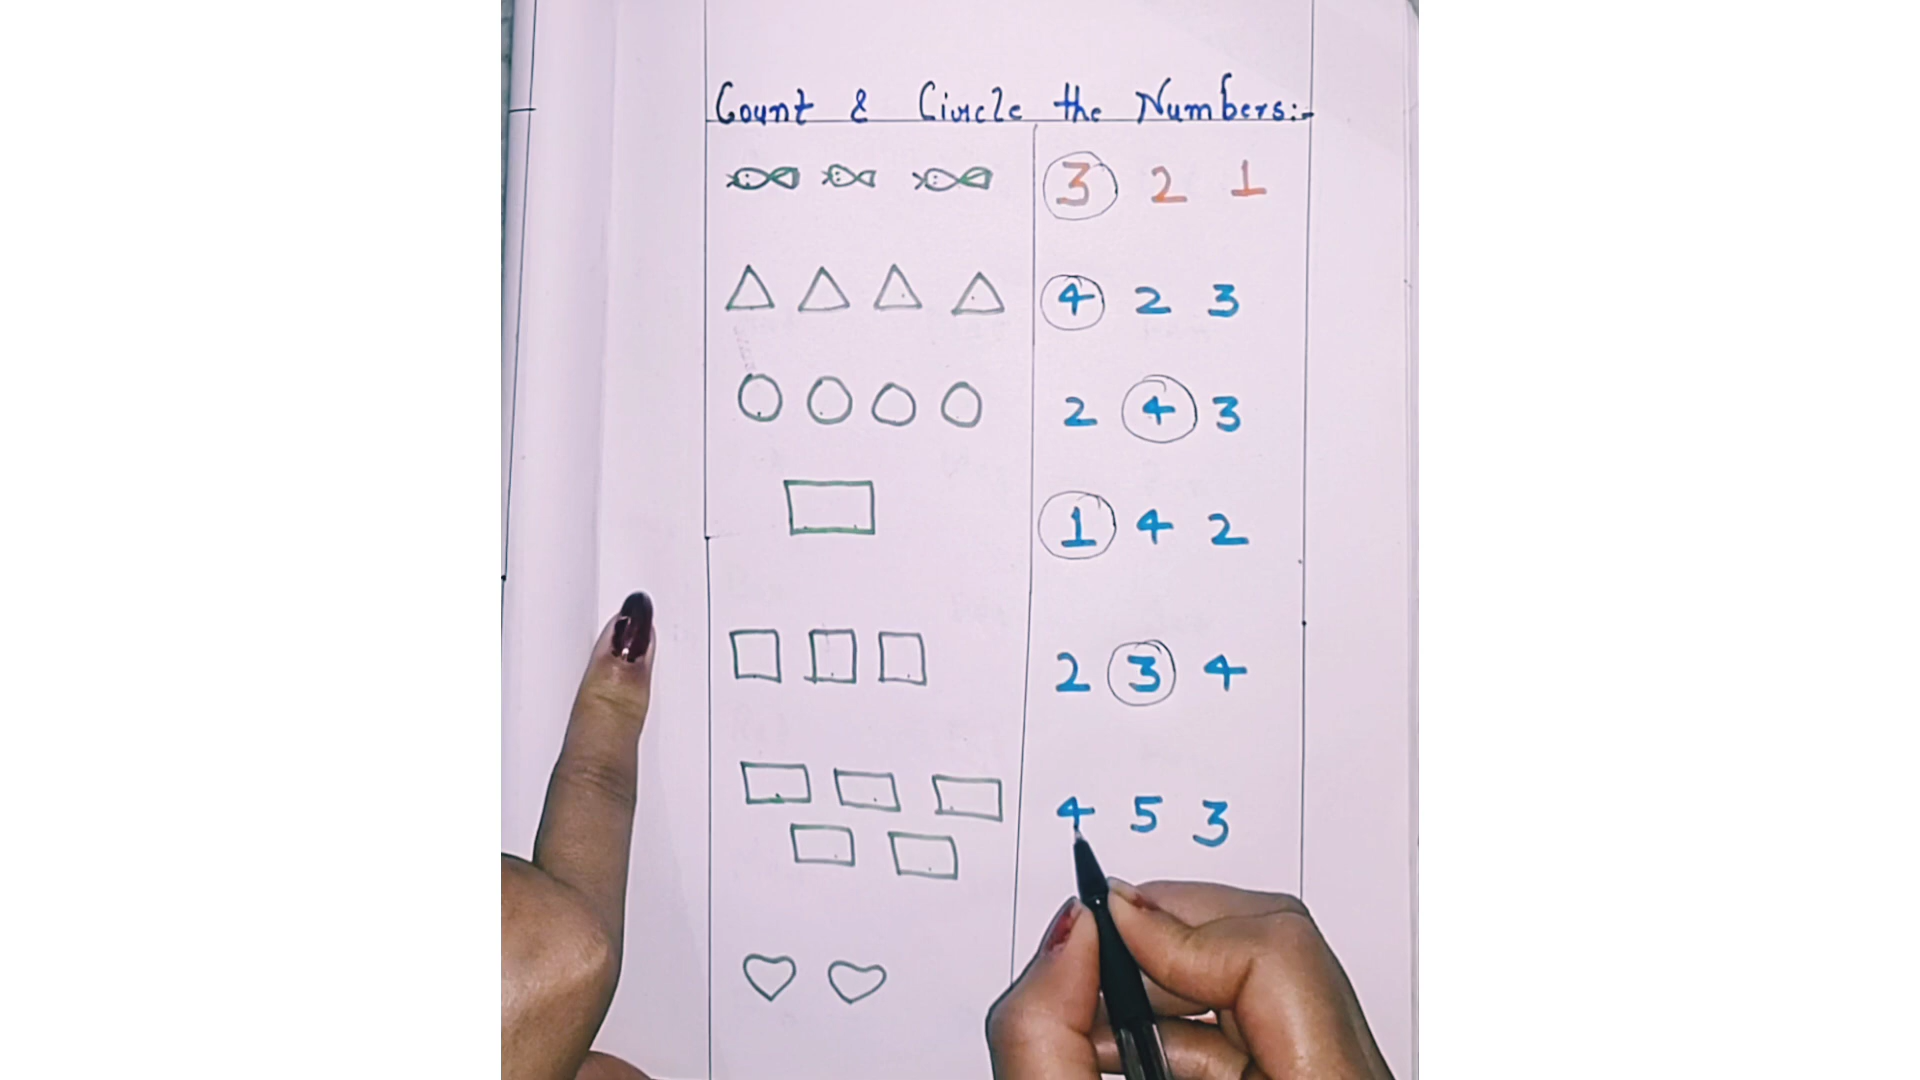 Count & Circle the Numbers:-
3 2 1
4 2 3
2 4 3
1 4 2
2 3 4
4 5 3